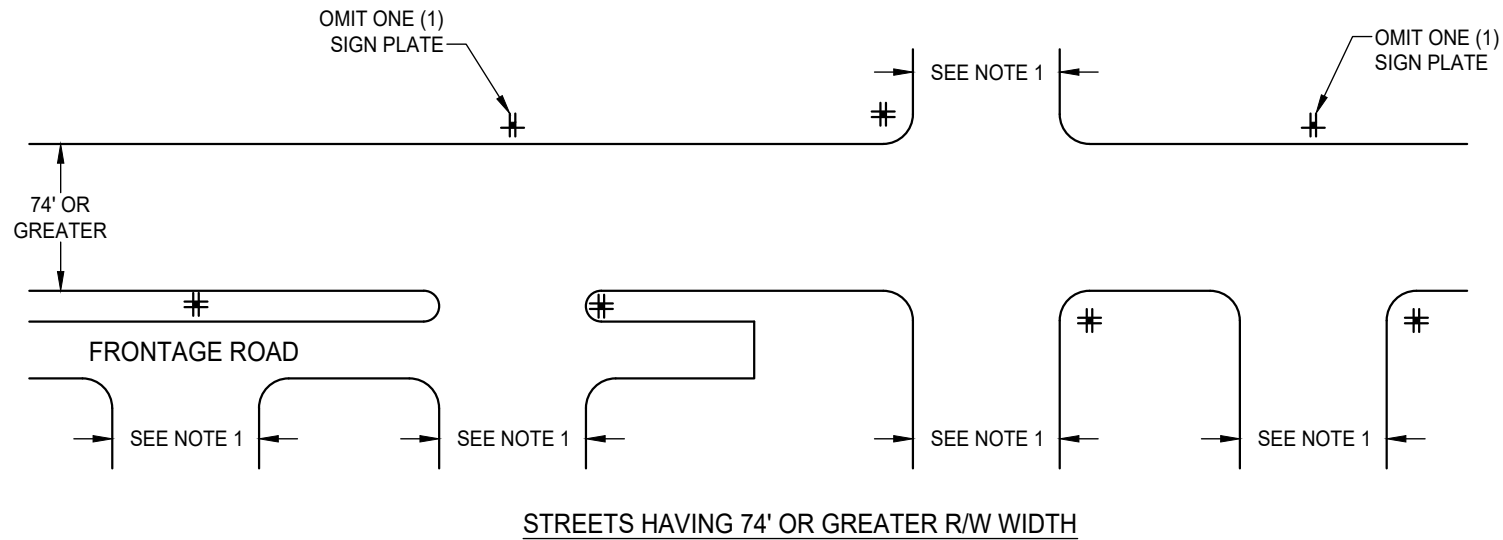 OMIT ONE (1)
SIGN PLATE
OMIT ONE (1)
SIGN PLATE
SEE NOTE 1
74' OR
GREATER
FRONTAGE ROAD
SEE NOTE 1
SEE NOTE 1
SEE NOTE 1
SEE NOTE 1
STREETS HAVING 74' OR GREATER R/W WIDTH